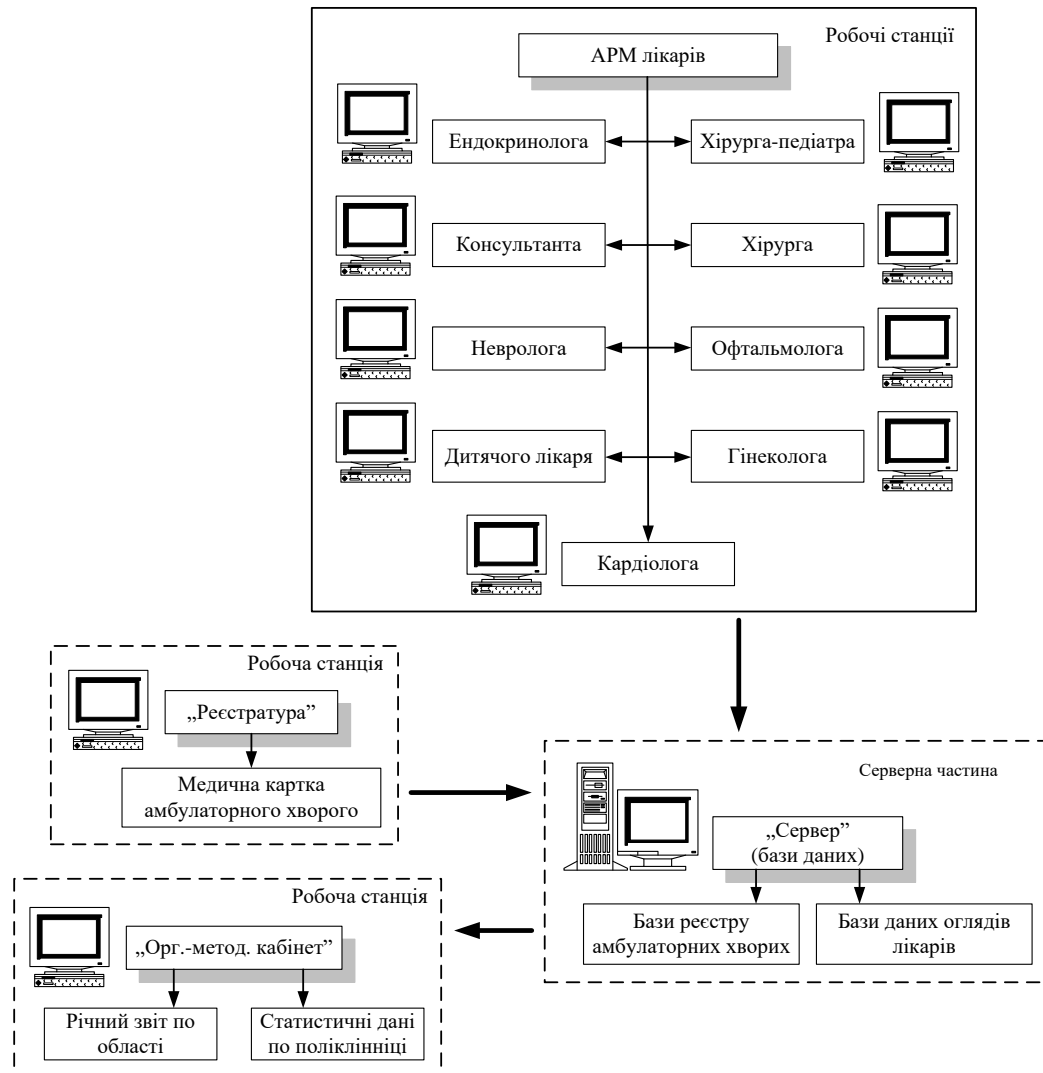 Робочі станції
АРМ лікарів
Ендокринолога
Хірурга-педіатра
Консультанта
Хірурга
Невролога
Офтальмолога
Дитячого лікаря
Гінеколога
Кардіолога
Робоча станція
„Реєстратура”
Медична картка
амбулаторного хворого
Серверна частина
„Сервер”
(бази даних)
Бази реєстру
амбулаторних хворих
Бази даних оглядів
лікарів
Робоча станція
„Орг.-метод. кабінет”
Річний звіт по
області
Статистичні дані
по поліклінніці